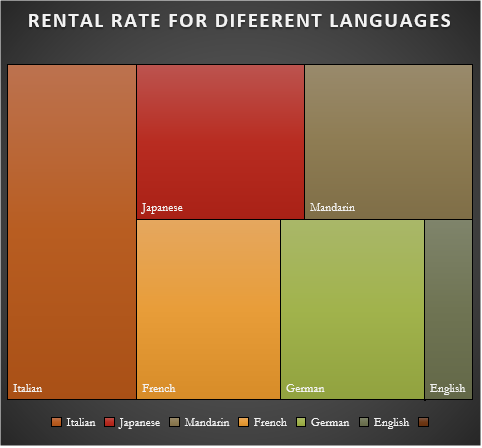 RENTAL RATE FOR DIFEERENT LANGUAGES
Japanese
Mandarin
Italian
French
German
English
Italian Japanese Mandarin French German English